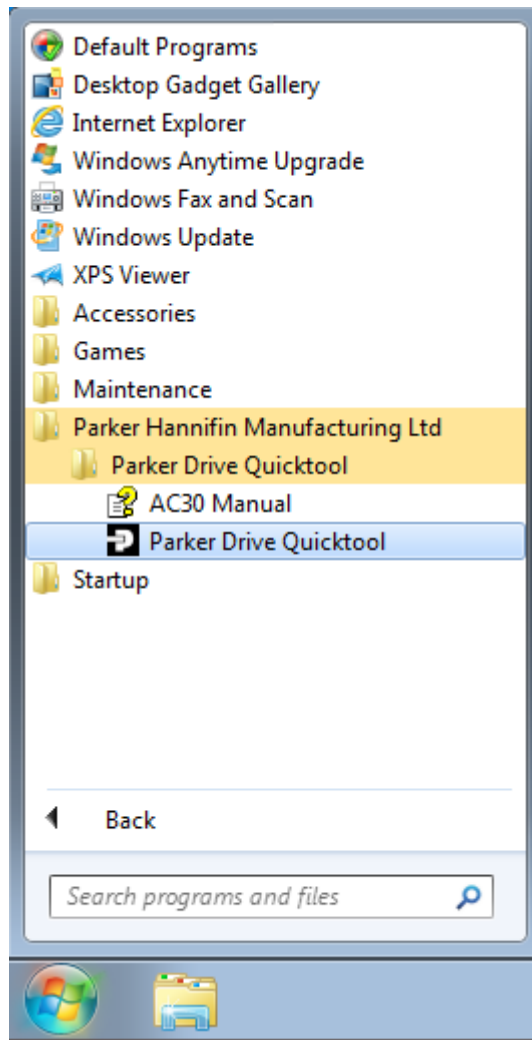 Default Programs
Desktop Gadget Gallery
Internet Explorer
Windows Anytime Upgrade
Windows Fax and Scan
Windows Update
XPS Viewer
Accessories
Games
Maintenance
Parker Hannifin Manufacturing Ltd
Parker Drive Quicktool
AC30 Manual
Parker Drive Quicktool
Startup
Back
Search programs and files